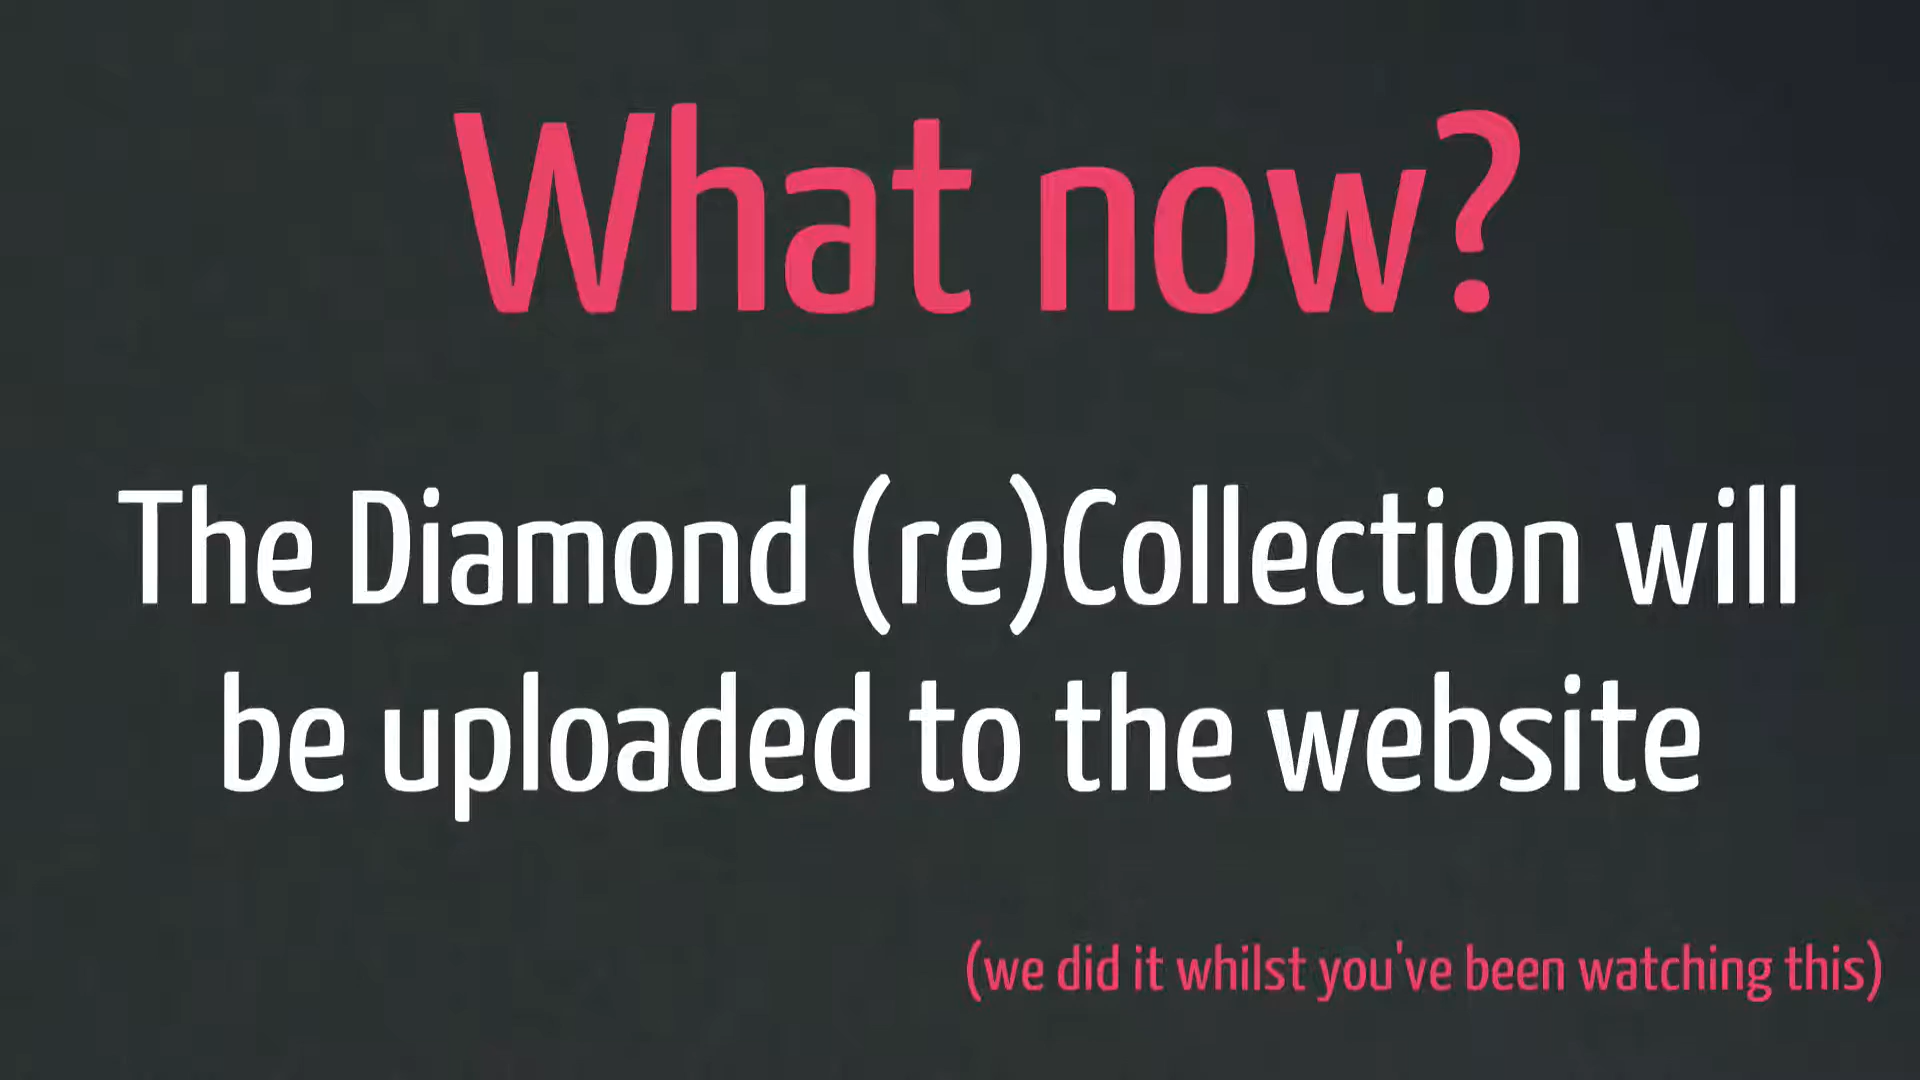 What now?
The Diamond (re)Collection will
be uploaded to the website
(we did it whilst you've been watching this)